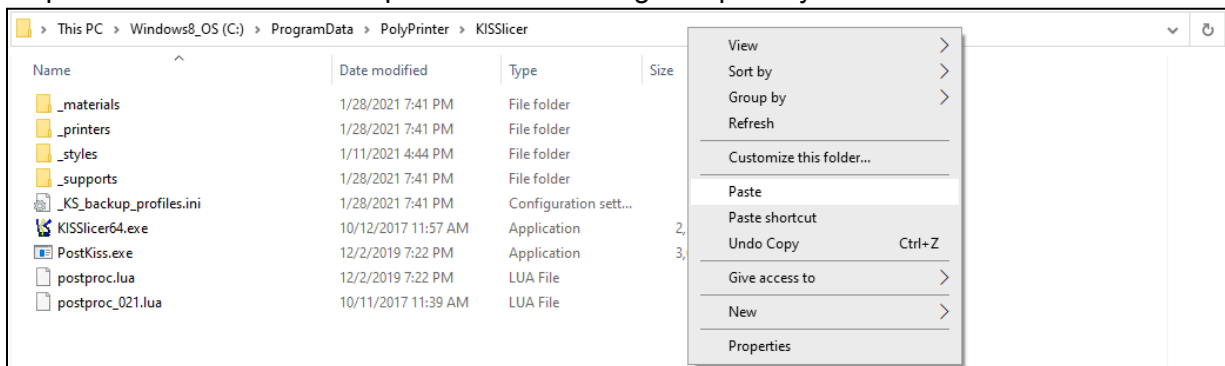 > This PC > Windows8_OS (C:) > ProgramData > PolyPrinter > KISSlicer
Name Date modified Type Size
_materials 1/28/2021 7:41 PM File folder
_printers 1/28/2021 7:41 PM File folder
_styles 1/11/2021 4:44 PM File folder
_supports 1/28/2021 7:41 PM File folder
_KS_backup_profiles.ini 1/28/2021 7:41 PM Configuration sett...
KISSlicer64.exe 10/12/2017 11:57 AM Application 2,
PostKiss.exe 12/2/2019 7:22 PM Application 3,
postproc.lua 12/2/2019 7:22 PM LUA File
postproc_021.lua 10/11/2017 11:39 AM LUA File
View >
Sort by >
Group by >
Refresh
Customize this folder...
Paste
Paste shortcut
Undo Copy Ctrl+Z
Give access to >
New >
Properties